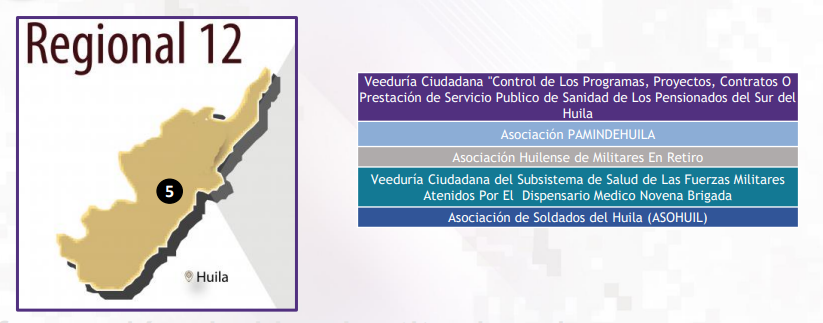 Regional 12
5
Huila
Veeduría Ciudadana "Control de Los Programas, Proyectos, Contratos O
Prestación de Servicio Publico de Sanidad de Los Pensionados del Sur del
Huila
Asociación PAMINDEHUILA
Asociación Huilense de Militares En Retiro
Veeduría Ciudadana del Subsistema de Salud de Las Fuerzas Militares
Atenidos Por El Dispensario Medico Novena Brigada
Asociación de Soldados del Huila (ASOHUIL)